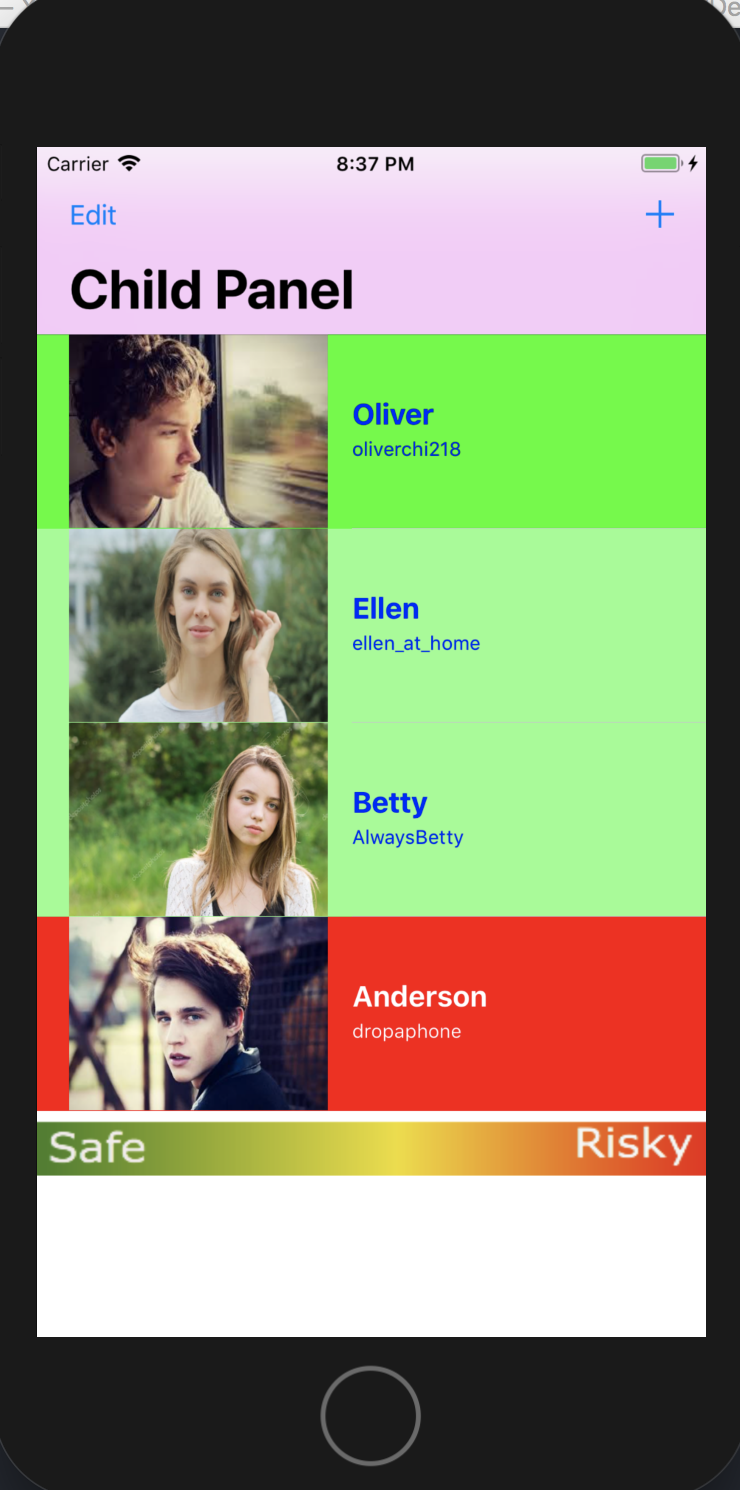 Carrier 8:37 PM
Edit
Child Panel
Oliver
oliverchi218
Ellen
ellen_at_home
Betty
AlwaysBetty
Anderson
dropaphone
Safe Risky